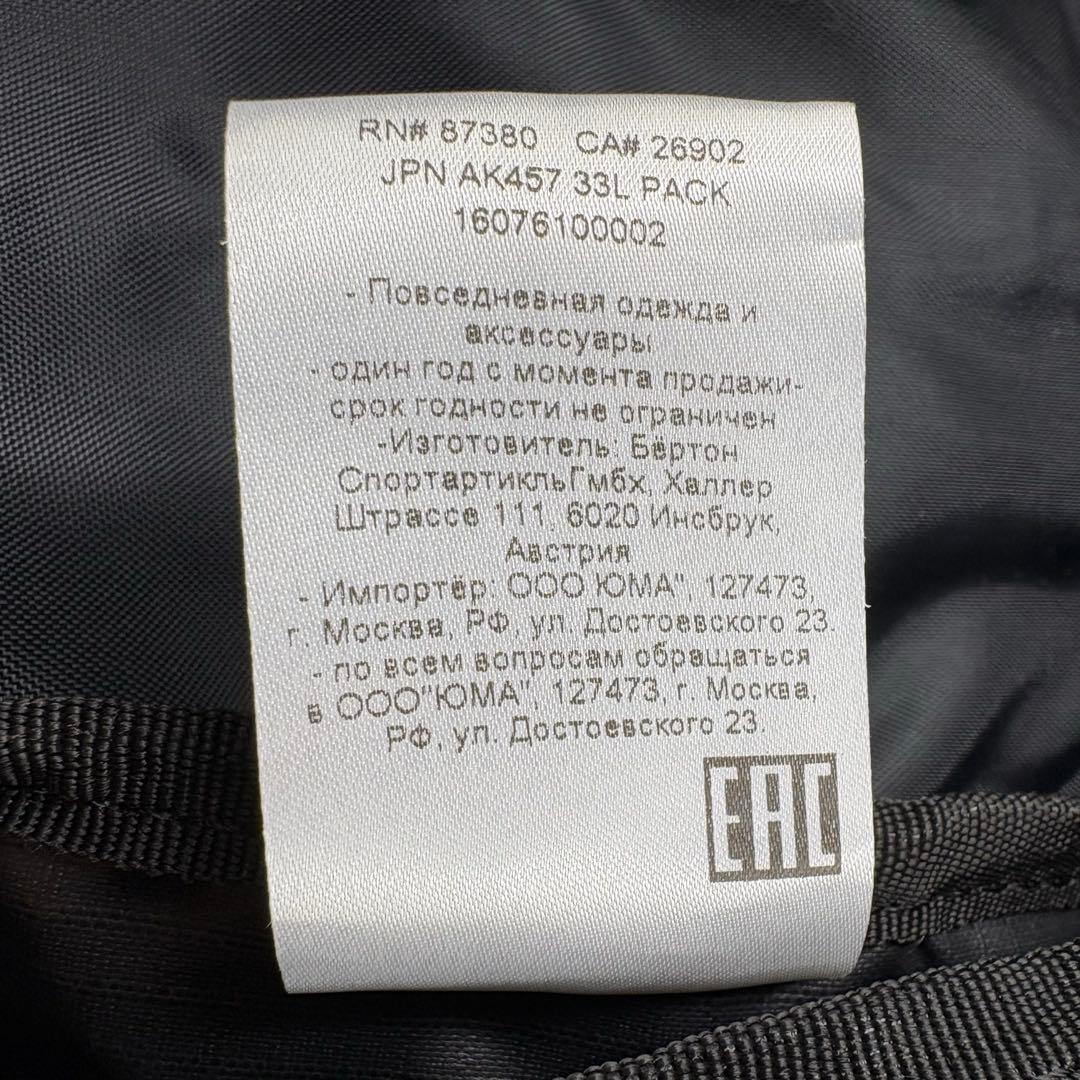 RN# 87380 CA# 26902
JPN AK457 33L PACK
16076100002
- Повседневная одежда и
аксессуары
- один год с момента продажи-
срок годности не ограничен
-Изготовитель: Бёртон
СпортартикльГмбх, Халлер
Штрассе 111, 6020 Инсбрук,
Австрия
- Импортёр: ООО ЮМА", 127473,
г. Москва, РФ, ул. Достоевского 23.
- по всем вопросам обращаться
в ООО"ЮМА", 127473, г. Москва,
РФ, ул. Достоевского 23.
EAC